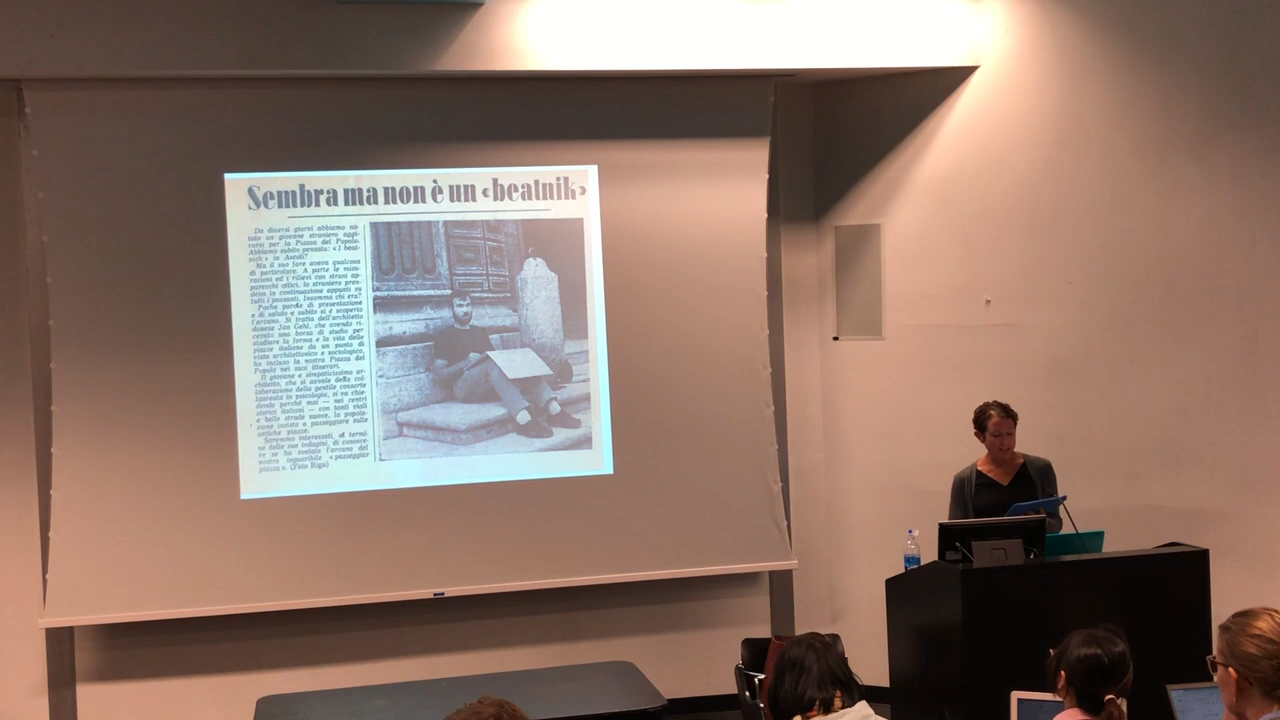 Sembra ma non è un «beatnik»
Da diversi giorni abbiamo no-
tato un giovane straniero aggi-
rarsi per la Piazza del Popolo.
Abbiamo subito pensato: «I beat-
nick» in Ascoli?
Ma il suo fare aveva qualcosa
di particolare. A parte le misu-
razioni ed i rilievi con strani ap-
parecchi ottici, lo straniero pren-
deva in continuazione appunti su
tutti i passanti. Insomma chi era?
Poche parole di presentazione
e di saluto e subito si è scoperto
l'arcano. Si tratta dell'architetto
danese Jan Gehl, che avendo ri-
cevuto una borsa di studio per
studiare la forma e la vita delle
piazze italiane da un punto di
vista architettonico e sociologico,
ha incluso la nostra Piazza del
Popolo nei suoi itinerari.
Il giovane e simpaticissimo ar-
chitetto, che si avvale della col-
laborazione della gentile consorte
laureata in psicologia, si va chie-
dendo perché mai — nei centri
storici italiani — con tanti viali
e belle strade nuove, la popola-
zione insista a passeggiare sulle
antiche piazze.
Saremmo interessati, al termi-
ne delle sue indagini, di conosce-
re se ha svelato l'arcano del
nostro inguaribile «passeggiar
piazza». (Foto Riga)